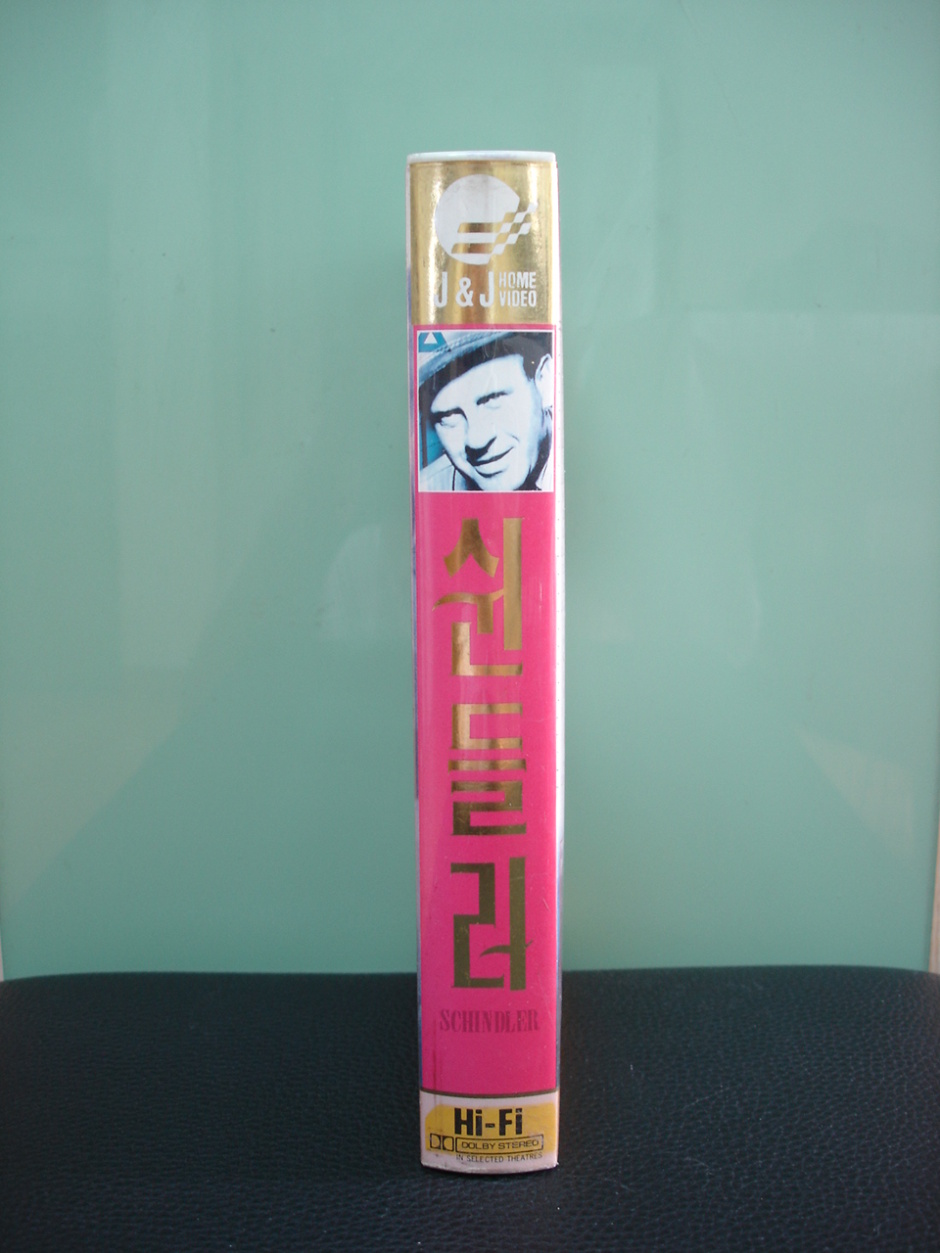 J & J HOME VIDEO
쉰들러
SCHINDLER
Hi-Fi
DOLBY STEREO
IN SELECTED THEATRES